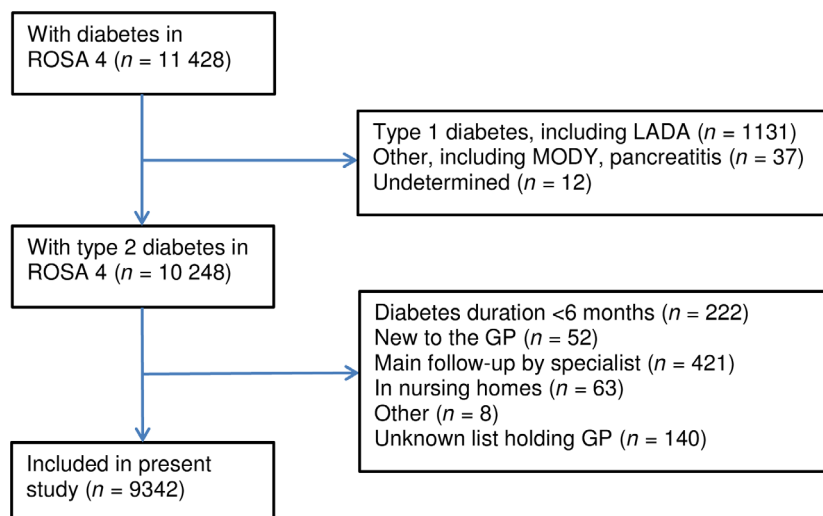 With diabetes in
ROSA 4 (n = 11 428)
Type 1 diabetes, including LADA (n = 1131)
Other, including MODY, pancreatitis (n = 37)
Undetermined (n = 12)
With type 2 diabetes in
ROSA 4 (n = 10 248)
Diabetes duration <6 months (n = 222)
New to the GP (n = 52)
Main follow-up by specialist (n = 421)
In nursing homes (n = 63)
Other (n = 8)
Unknown list holding GP (n = 140)
Included in present
study (n = 9342)